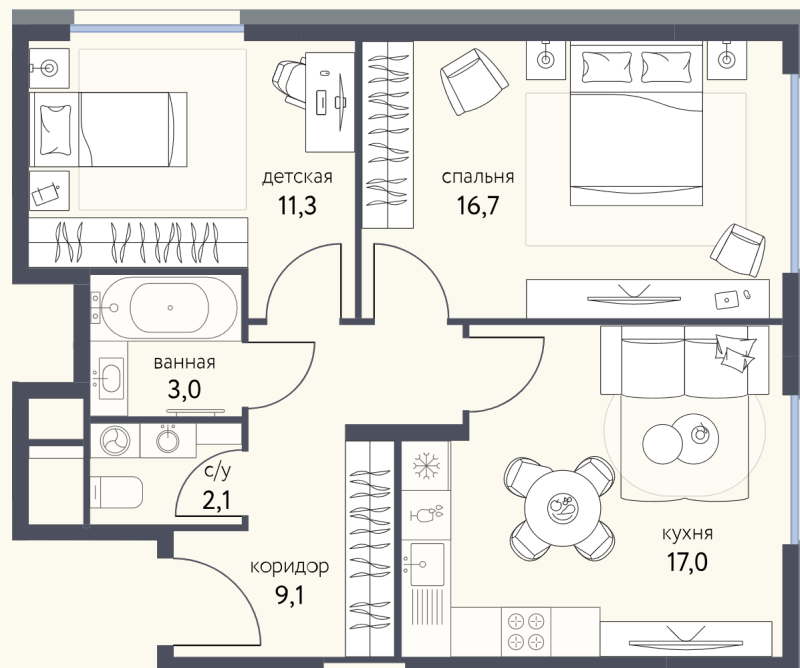 детская
11,3
спальня
16,7
ванная
3,0
с/у
2,1
кухня
17,0
коридор
9,1